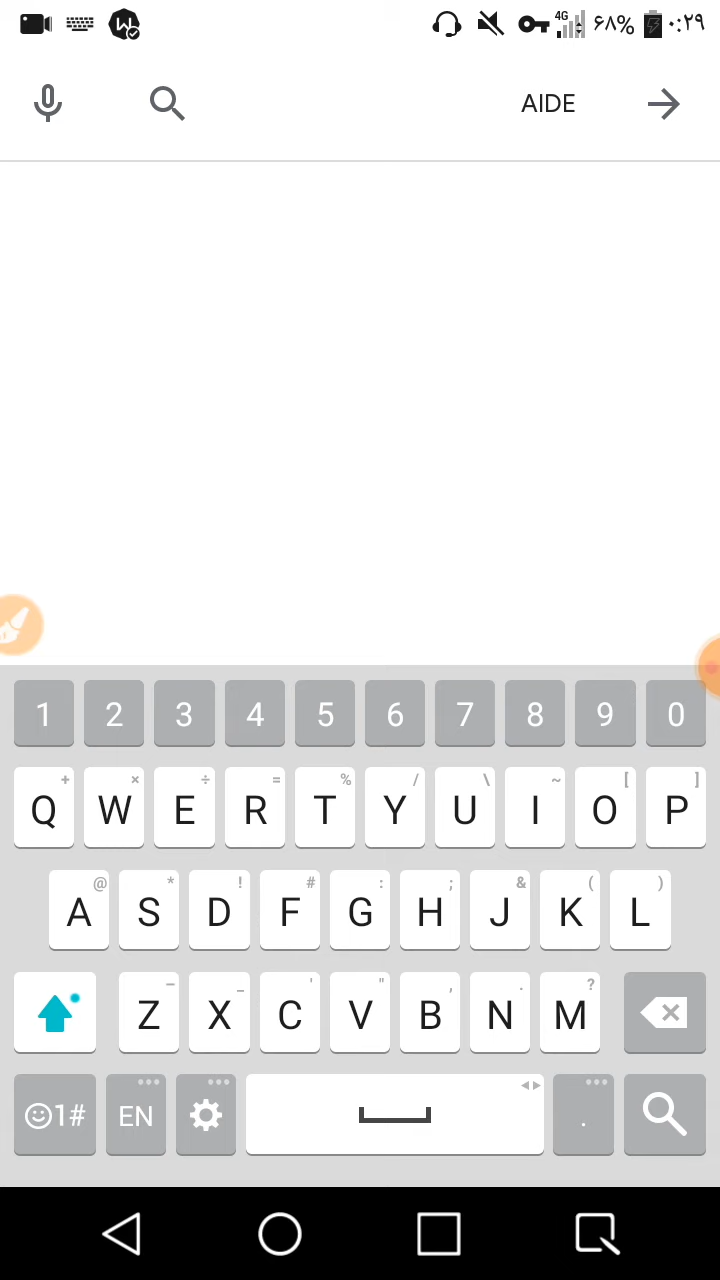 4G ۶۸% ۰:۲۹
AIDE
1 2 3 4 5 6 7 8 9 0
+ × ÷ = % / \ ~ [ ]
Q W E R T Y U I O P
@ * ! # : ; & ( )
A S D F G H J K L
– _ ' " , . ?
Z X C V B N M
1# EN .